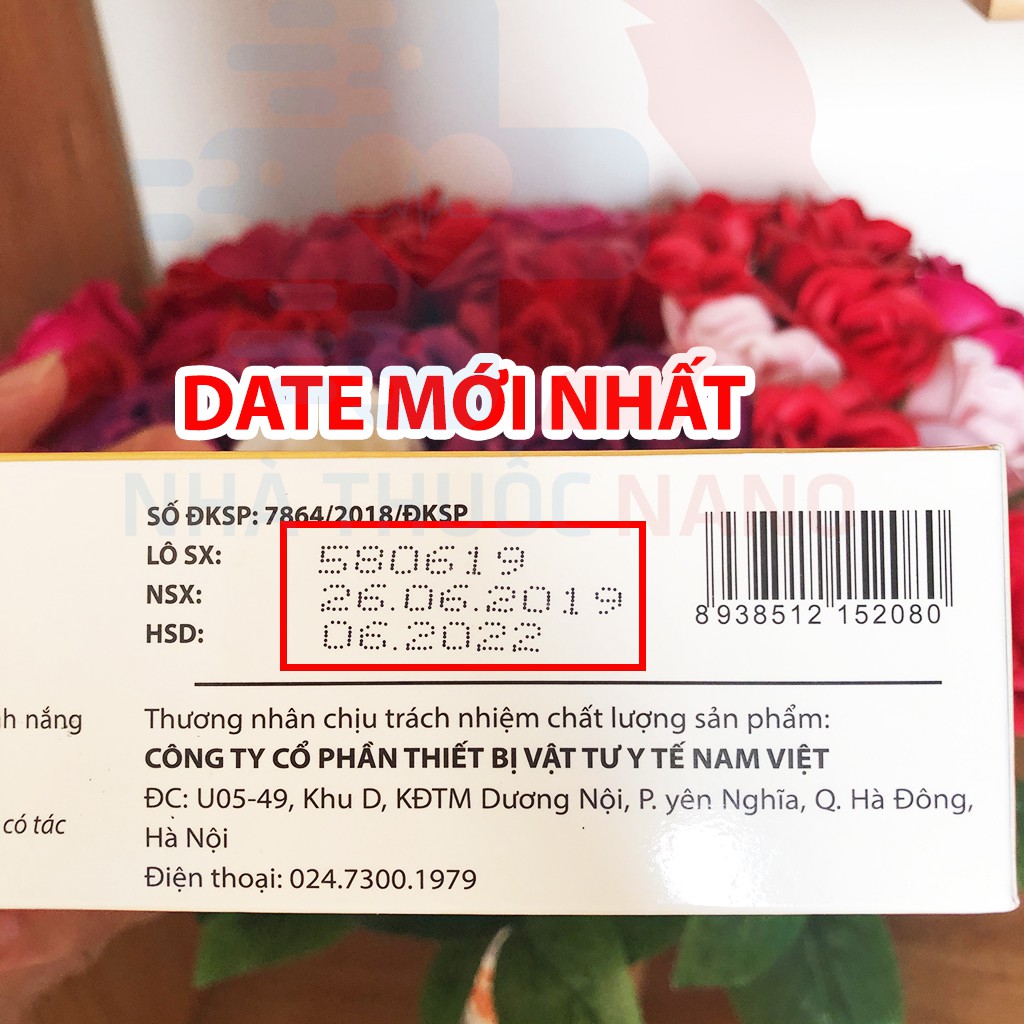 DATE MỚI NHẤT
NHÀ THUỐC NANO
SỐ ĐKSP: 7864/2018/ĐKSP
LÔ SX: 580619
NSX: 26.06.2019
HSD: 06.2022
8 938512 152080
nh nắng
có tác
Thương nhân chịu trách nhiệm chất lượng sản phẩm:
CÔNG TY CỔ PHẦN THIẾT BỊ VẬT TƯ Y TẾ NAM VIỆT
ĐC: U05-49, Khu D, KĐTM Dương Nội, P. yên Nghĩa, Q. Hà Đông,
Hà Nội
Điện thoại: 024.7300.1979